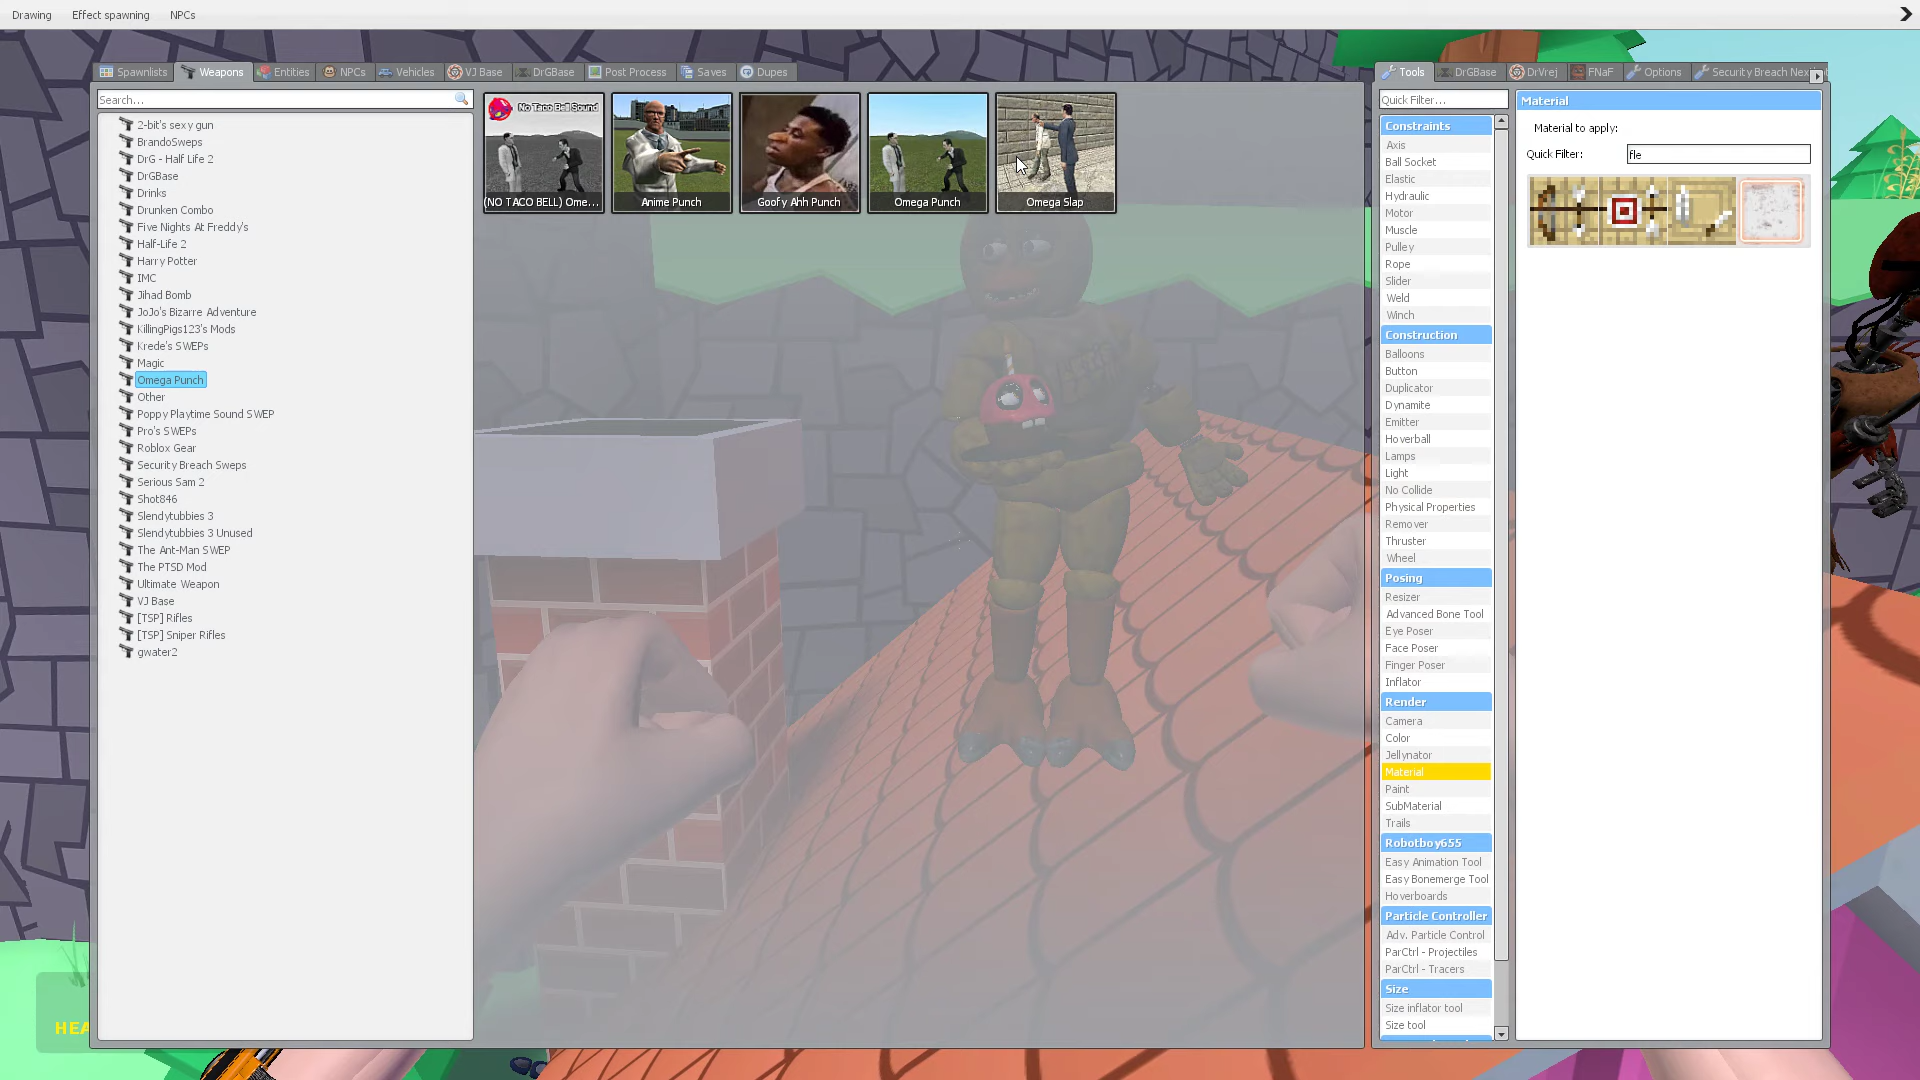 Drawing Effect spawning NPCs
Spawnlists Weapons Entities NPCs Vehicles VJ Base DrGBase Post Process Saves Dupes
Search...
2-bit's sexy gun
BrandoSweps
DrG - Half Life 2
DrGBase
Drinks
Drunken Combo
Five Nights At Freddy's
Half-Life 2
Harry Potter
IMC
Jihad Bomb
JoJo's Bizarre Adventure
KillingPigs123's Mods
Krede's SWEPs
Magic
Omega Punch
Other
Poppy Playtime Sound SWEP
Pro's SWEPs
Roblox Gear
Security Breach Sweps
Serious Sam 2
Shot846
Slendytubbies 3
Slendytubbies 3 Unused
The Ant-Man SWEP
The PTSD Mod
Ultimate Weapon
VJ Base
[TSP] Rifles
[TSP] Sniper Rifles
gwater2
No Taco Bell Sound
(NO TACO BELL) Ome...
Anime Punch
Goofy Ahh Punch
Omega Punch
Omega Slap
Tools DrGBase DrVrej FNaF Options Security Breach
Quick Filter...
Constraints
Axis
Ball Socket
Elastic
Hydraulic
Motor
Muscle
Pulley
Rope
Slider
Weld
Winch
Construction
Balloons
Button
Duplicator
Dynamite
Emitter
Hoverball
Lamps
Light
No Collide
Physical Properties
Remover
Thruster
Wheel
Posing
Resizer
Advanced Bone Tool
Eye Poser
Face Poser
Finger Poser
Inflator
Render
Camera
Color
Jellynator
Material
Paint
SubMaterial
Trails
Robotboy655
Easy Animation Tool
Easy Bonemerge Tool
Hoverboards
Particle Controller
Adv. Particle Control
ParCtrl - Projectiles
ParCtrl - Tracers
Size
Size inflator tool
Size tool
Material
Material to apply:
Quick Filter: fle
HEA